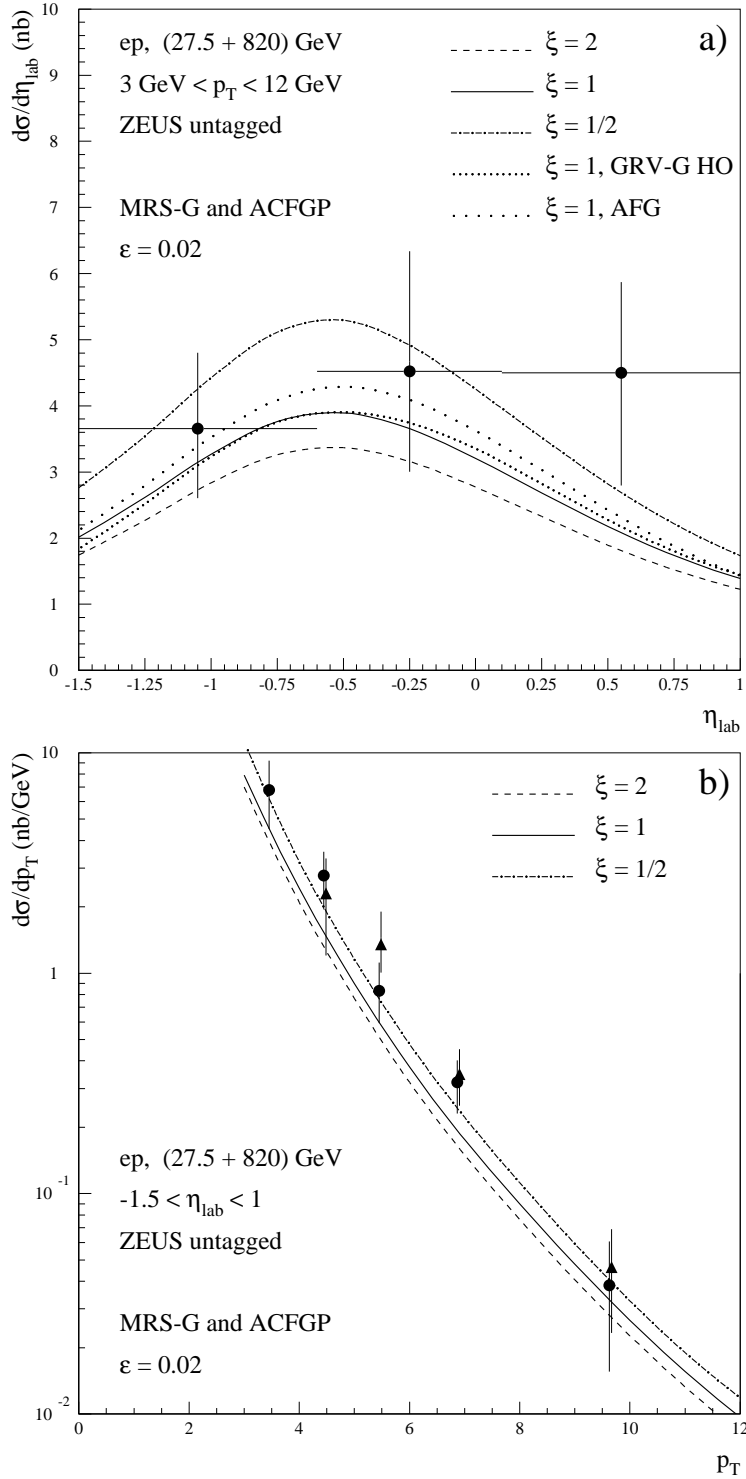 dσ/dη_lab (nb)
10
9
8
7
6
5
4
3
2
1
0
a)
ep, (27.5 + 820) GeV
3 GeV < p_T < 12 GeV
ZEUS untagged
MRS-G and ACFGP
ε = 0.02
ξ = 2
ξ = 1
ξ = 1/2
ξ = 1, GRV-G HO
ξ = 1, AFG
-1.5 -1.25 -1 -0.75 -0.5 -0.25 0 0.25 0.5 0.75 1
η_lab
dσ/dp_T (nb/GeV)
10
1
10^-1
10^-2
b)
ξ = 2
ξ = 1
ξ = 1/2
ep, (27.5 + 820) GeV
-1.5 < η_lab < 1
ZEUS untagged
MRS-G and ACFGP
ε = 0.02
0 2 4 6 8 10 12
p_T